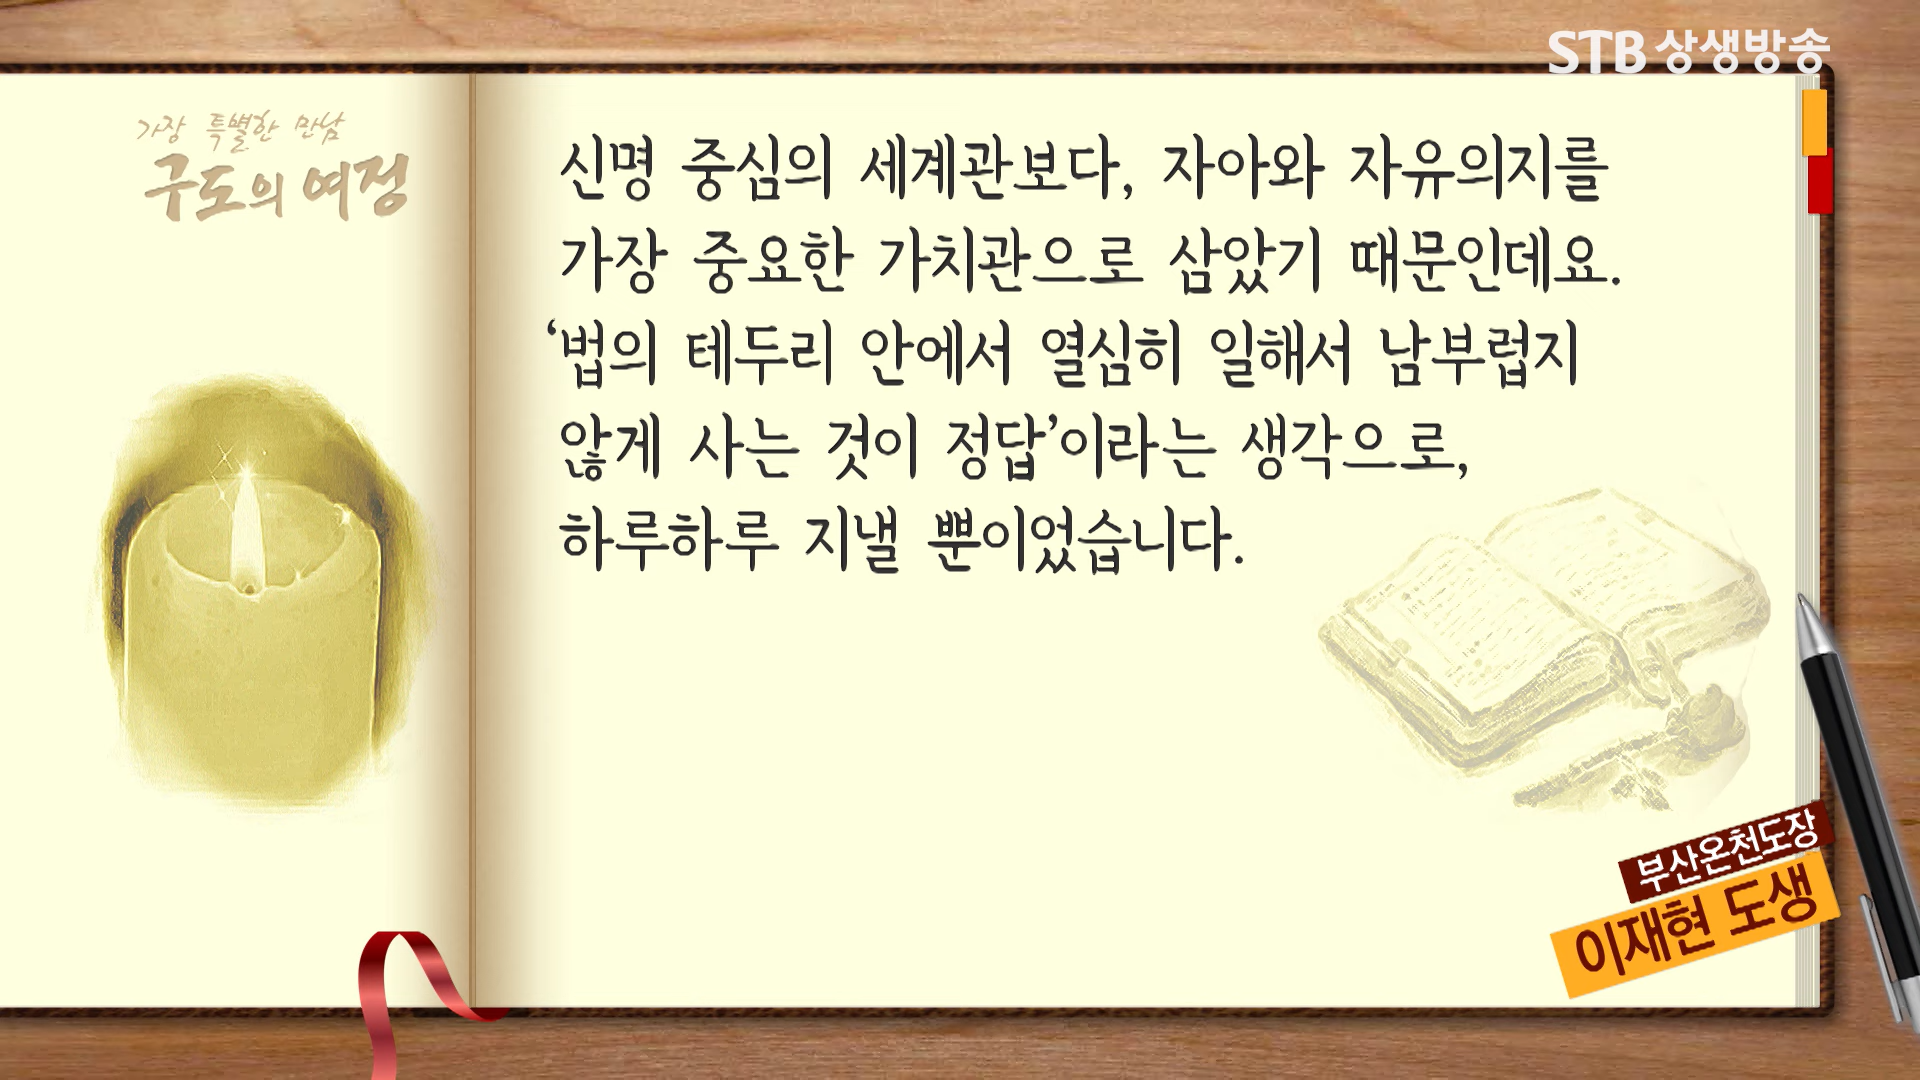 STB 상생방송
가장 특별한 만남
구도의 여정
신명 중심의 세계관보다, 자아와 자유의지를
가장 중요한 가치관으로 삼았기 때문인데요.
‘법의 테두리 안에서 열심히 일해서 남부럽지
않게 사는 것이 정답’이라는 생각으로,
하루하루 지낼 뿐이었습니다.
부산온천도장
이재현 도생